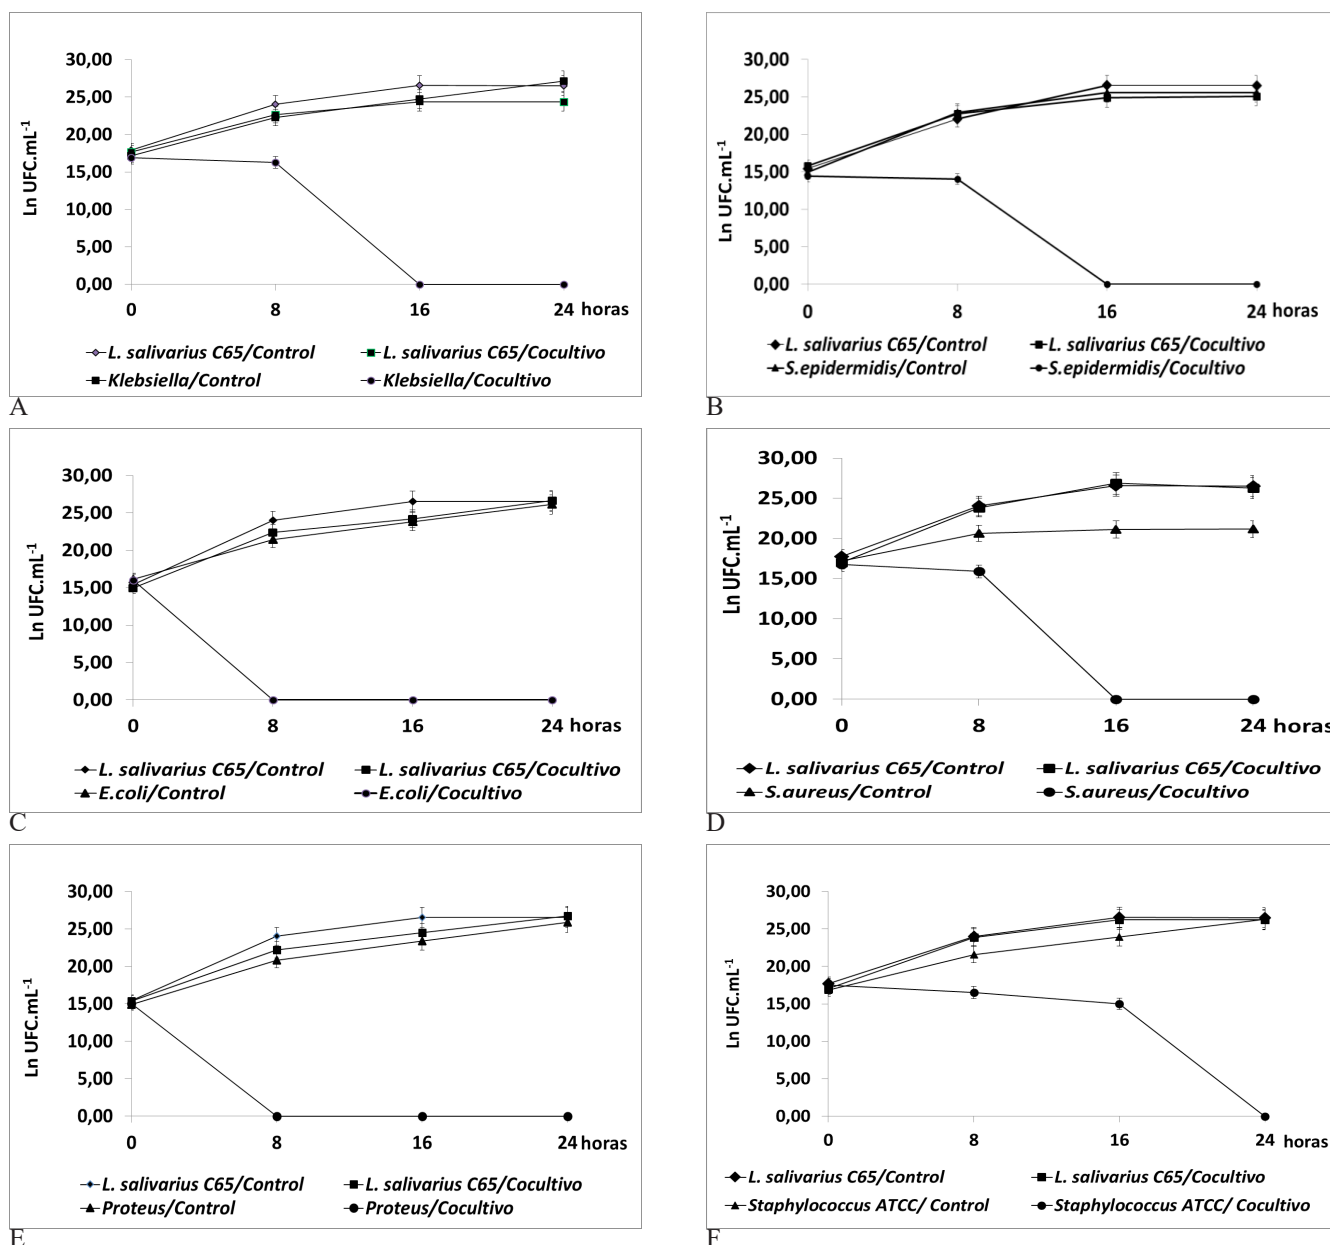 Ln UFC.mL-1
30,00
25,00
20,00
15,00
10,00
5,00
0,00
0 8 16 24 horas
L. salivarius C65/Control L. salivarius C65/Cocultivo
Klebsiella/Control Klebsiella/Cocultivo
A
Ln UFC.mL-1
30,00
25,00
20,00
15,00
10,00
5,00
0,00
0 8 16 24 horas
L. salivarius C65/Control L. salivarius C65/Cocultivo
S.epidermidis/Control S.epidermidis/Cocultivo
B
Ln UFC.mL-1
30,00
25,00
20,00
15,00
10,00
5,00
0,00
0 8 16 24 horas
L. salivarius C65/Control L. salivarius C65/Cocultivo
E.coli/Control E.coli/Cocultivo
C
Ln UFC.mL-1
30,00
25,00
20,00
15,00
10,00
5,00
0,00
0 8 16 24 horas
L. salivarius C65/Control L. salivarius C65/Cocultivo
S.aureus/Control S.aureus/Cocultivo
D
Ln UFC.mL-1
30,00
25,00
20,00
15,00
10,00
5,00
0,00
0 8 16 24 horas
L. salivarius C65/Control L. salivarius C65/Cocultivo
Proteus/Control Proteus/Cocultivo
E
Ln UFC.mL-1
30,00
25,00
20,00
15,00
10,00
5,00
0,00
0 8 16 24 horas
L. salivarius C65/Control L. salivarius C65/Cocultivo
Staphylococcus ATCC/ Control Staphylococcus ATCC/ Cocultivo
F